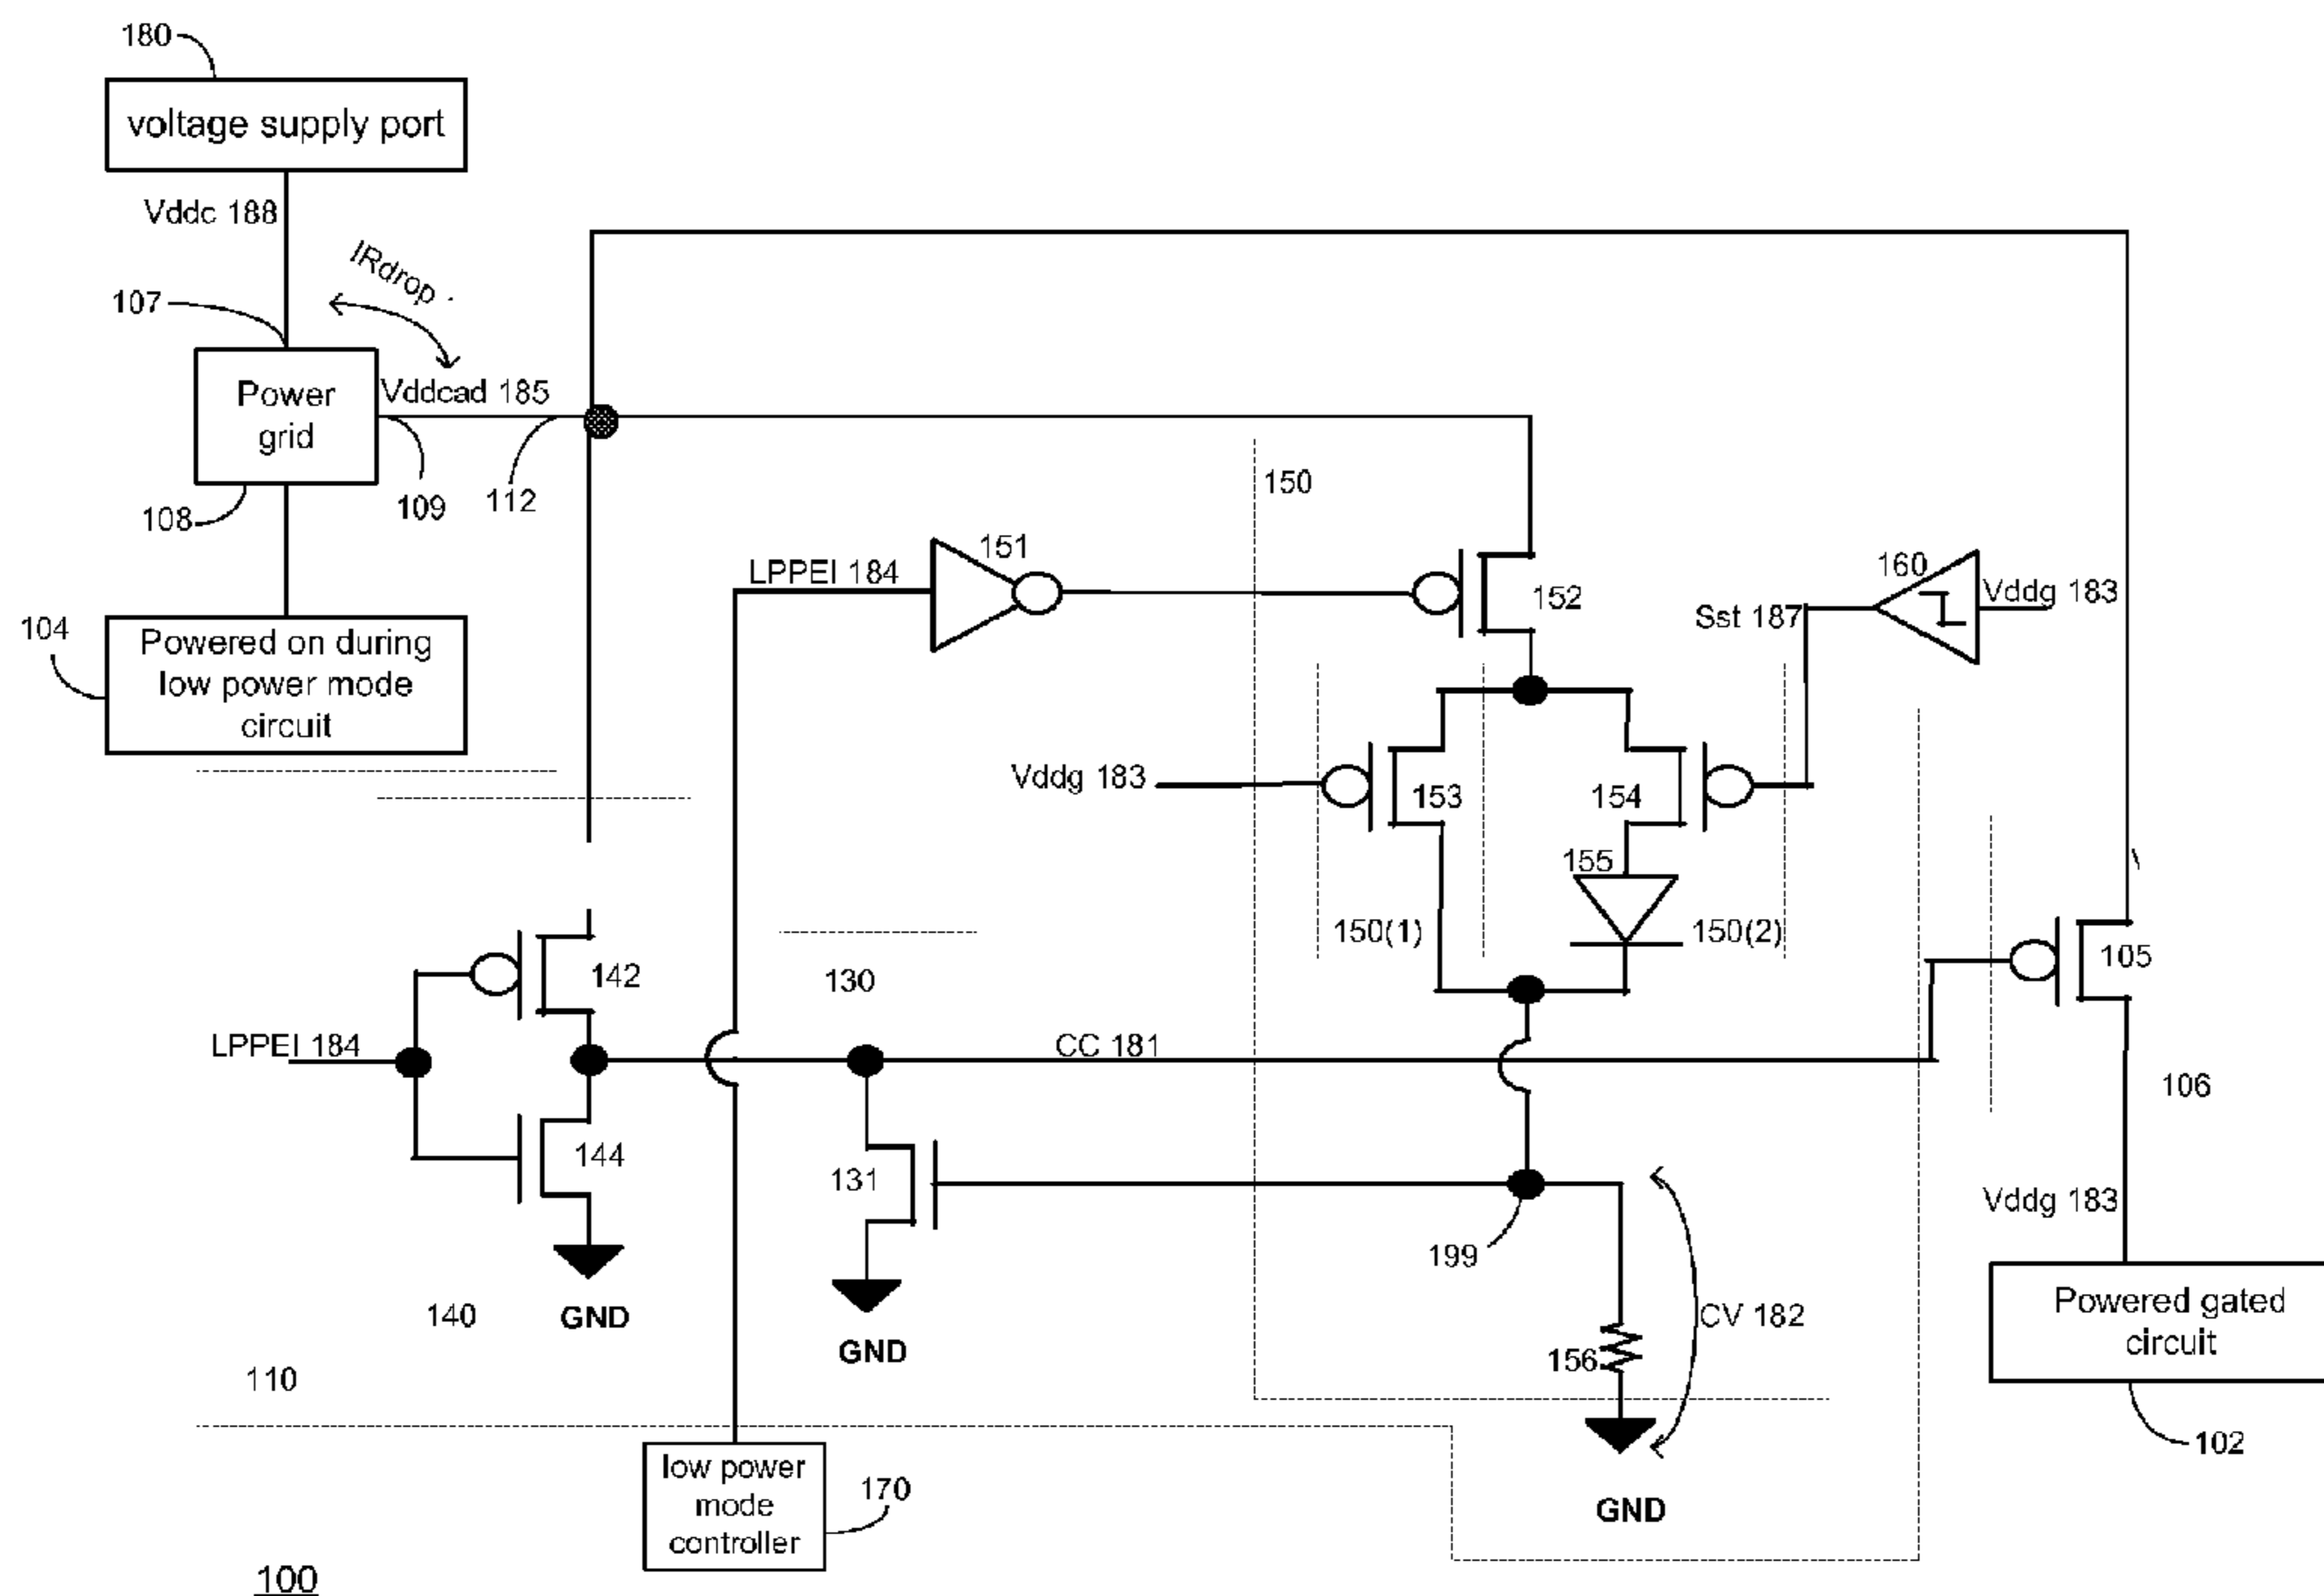 180
voltage supply port
Vddc 188
IRdrop
107
Power
grid
Vddcad 185
108
109
112
104
Powered on during
low power mode
circuit
150
LPPEI 184
151
152
160
Vddg 183
Sst 187
Vddg 183
153
154
155
150(1)
150(2)
105
142
130
LPPEI 184
CC 181
106
144
131
Vddg 183
199
140
GND
GND
156
CV 182
Powered gated
circuit
110
102
low power
mode
controller
170
GND
100